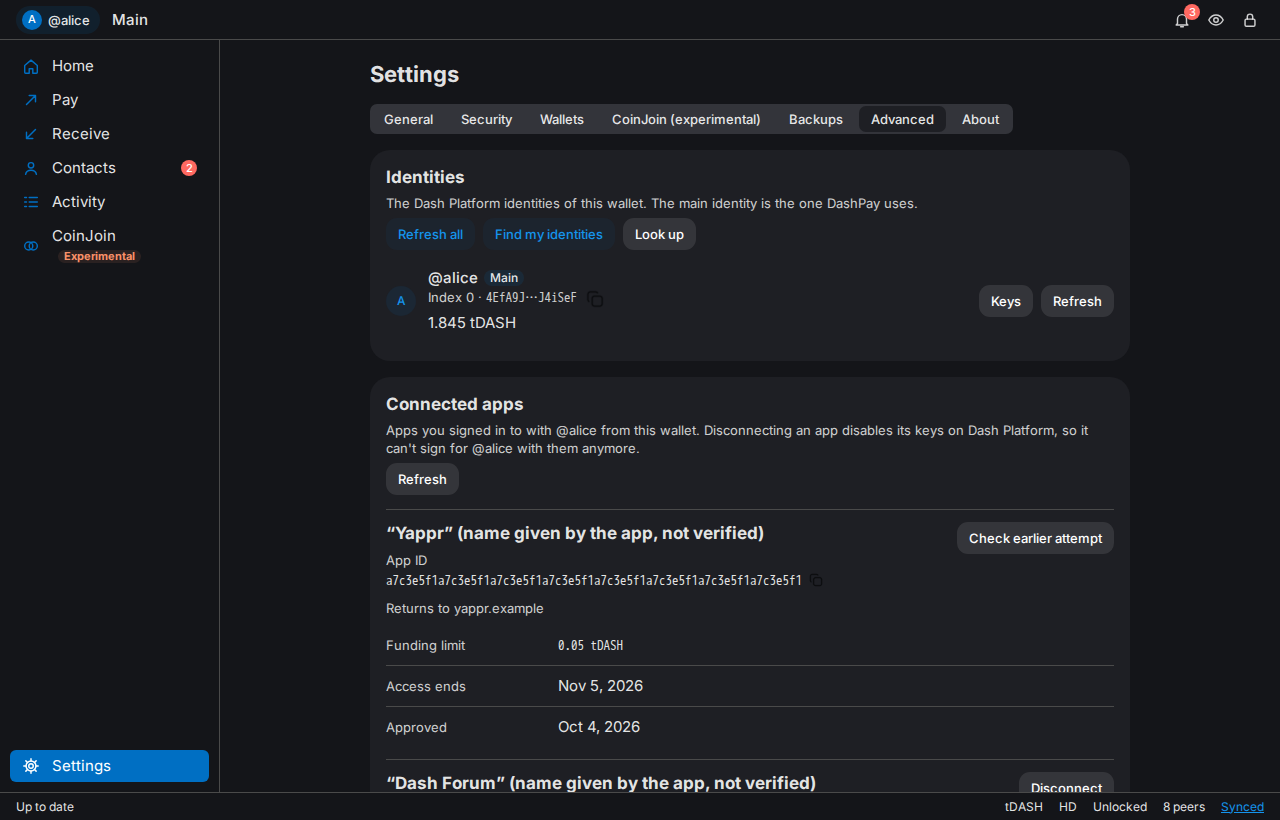 A @alice Main 3
Home
Pay
Receive
Contacts 2
Activity
CoinJoin
Experimental
Settings
Settings
General Security Wallets CoinJoin (experimental) Backups Advanced About
Identities
The Dash Platform identities of this wallet. The main identity is the one DashPay uses.
Refresh all Find my identities Look up
A
@alice Main
Index 0 · 4EfA9J⋯J4iSeF
1.845 tDASH
Keys Refresh
Connected apps
Apps you signed in to with @alice from this wallet. Disconnecting an app disables its keys on Dash Platform, so it
can't sign for @alice with them anymore.
Refresh
“Yappr” (name given by the app, not verified)
Check earlier attempt
App ID
a7c3e5f1a7c3e5f1a7c3e5f1a7c3e5f1a7c3e5f1a7c3e5f1a7c3e5f1a7c3e5f1
Returns to yappr.example
Funding limit 0.05 tDASH
Access ends Nov 5, 2026
Approved Oct 4, 2026
“Dash Forum” (name given by the app, not verified)
Disconnect
Up to date
tDASH HD Unlocked 8 peers Synced